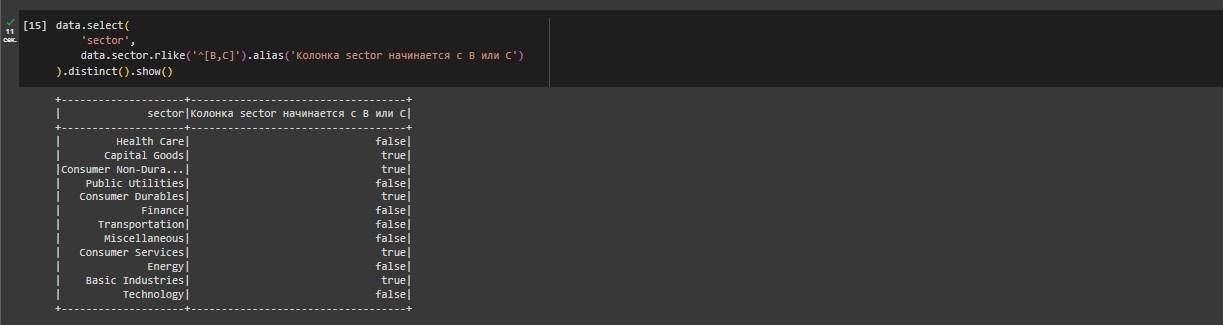 [15] data.select(
'sector',
data.sector.rlike('^[B,C]').alias('Колонка sector начинается с B или C')
).distinct().show()
11
сек.
+--------------------+-----------------------------------+
|              sector|Колонка sector начинается с B или C|
+--------------------+-----------------------------------+
|         Health Care|                              false|
|       Capital Goods|                               true|
|Consumer Non-Dura...|                               true|
|    Public Utilities|                              false|
|   Consumer Durables|                               true|
|             Finance|                              false|
|      Transportation|                              false|
|       Miscellaneous|                              false|
|   Consumer Services|                               true|
|              Energy|                              false|
|    Basic Industries|                               true|
|          Technology|                              false|
+--------------------+-----------------------------------+